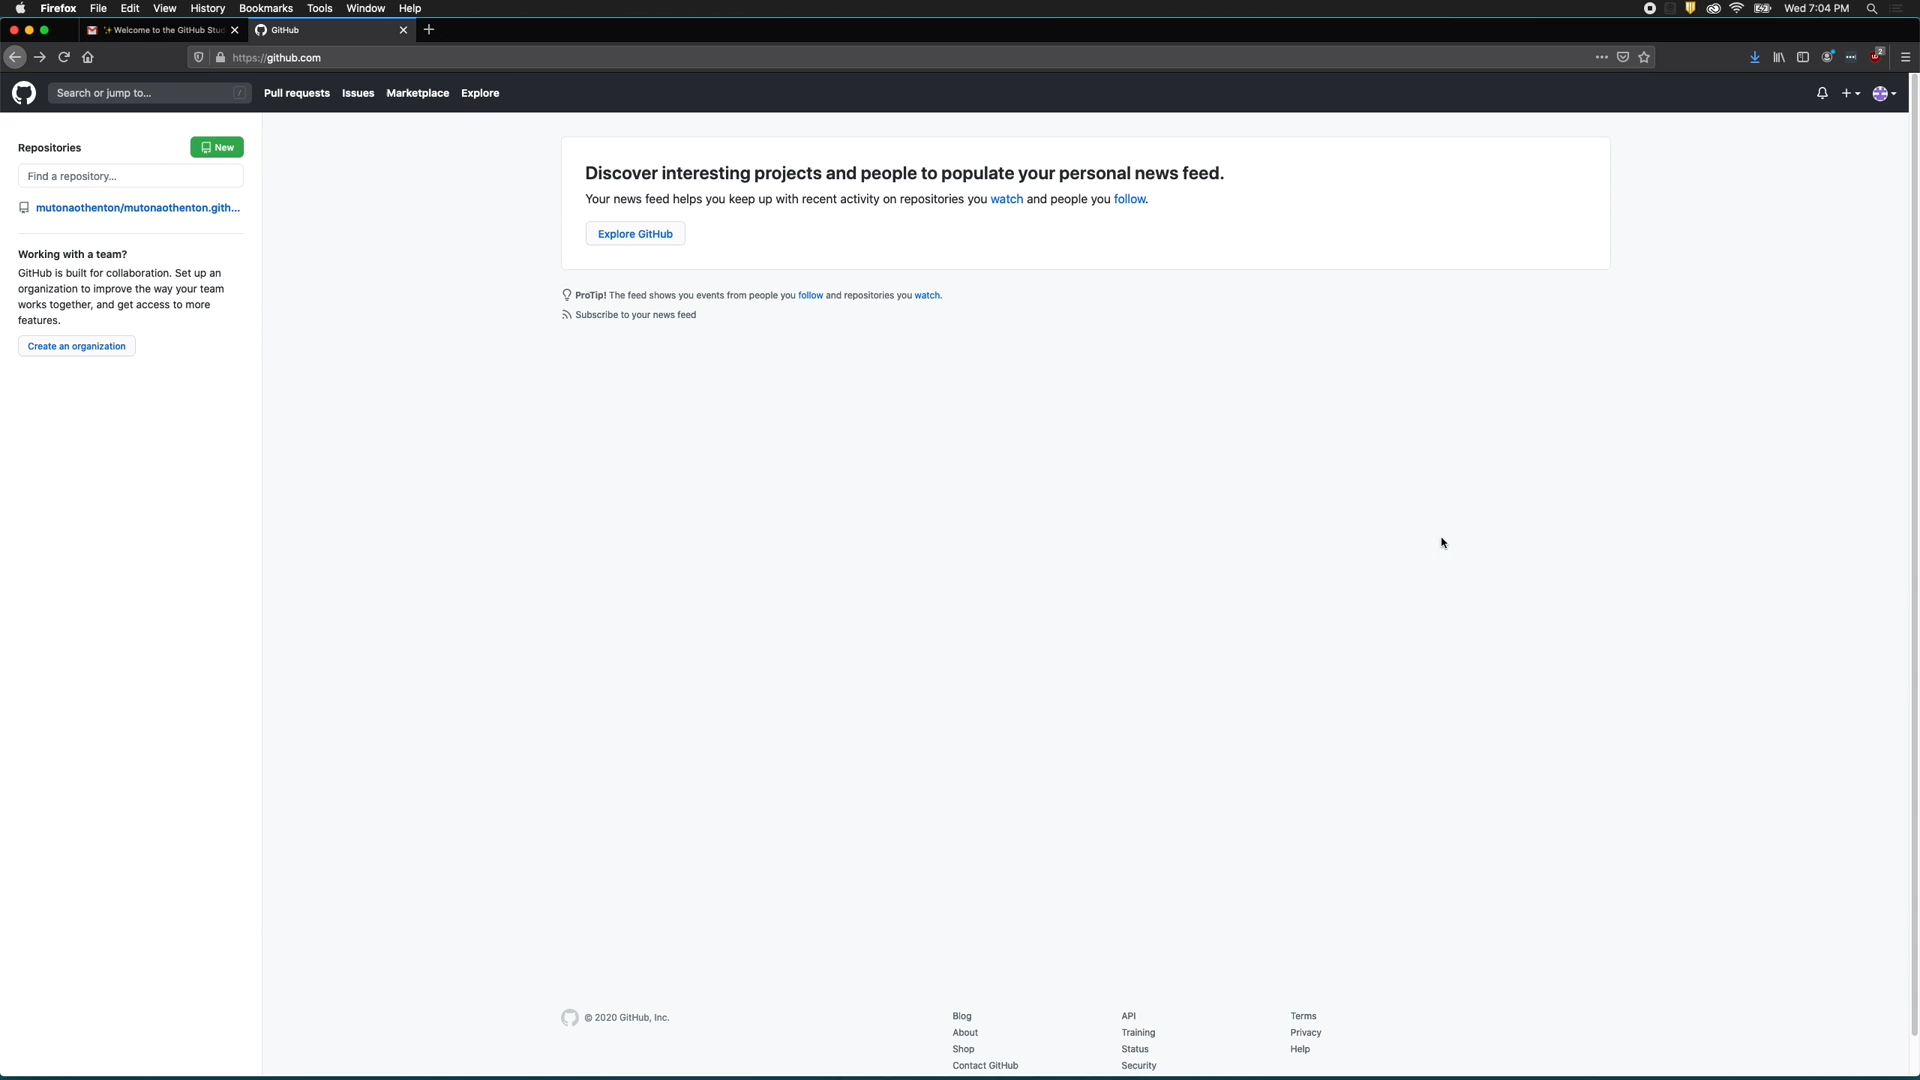 Firefox File Edit View History Bookmarks Tools Window Help
Wed 7:04 PM
✨ Welcome to the GitHub Stud
GitHub
https://github.com
2
Search or jump to... /
Pull requests Issues Marketplace Explore
Repositories
New
Find a repository...
mutonaothenton/mutonaothenton.gith...
Working with a team?
GitHub is built for collaboration. Set up an
organization to improve the way your team
works together, and get access to more
features.
Create an organization
Discover interesting projects and people to populate your personal news feed.
Your news feed helps you keep up with recent activity on repositories you watch and people you follow.
Explore GitHub
ProTip! The feed shows you events from people you follow and repositories you watch.
Subscribe to your news feed
© 2020 GitHub, Inc.
Blog
About
Shop
Contact GitHub
API
Training
Status
Security
Terms
Privacy
Help